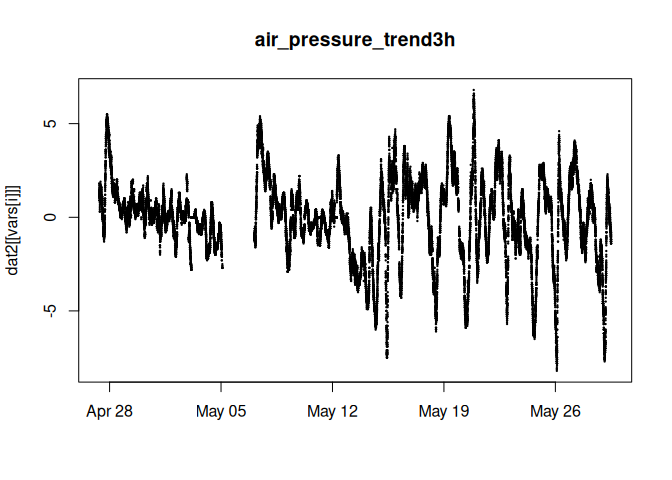 air_pressure_trend3h
dat2[[vars[i]]]
5
0
-5
Apr 28
May 05
May 12
May 19
May 26